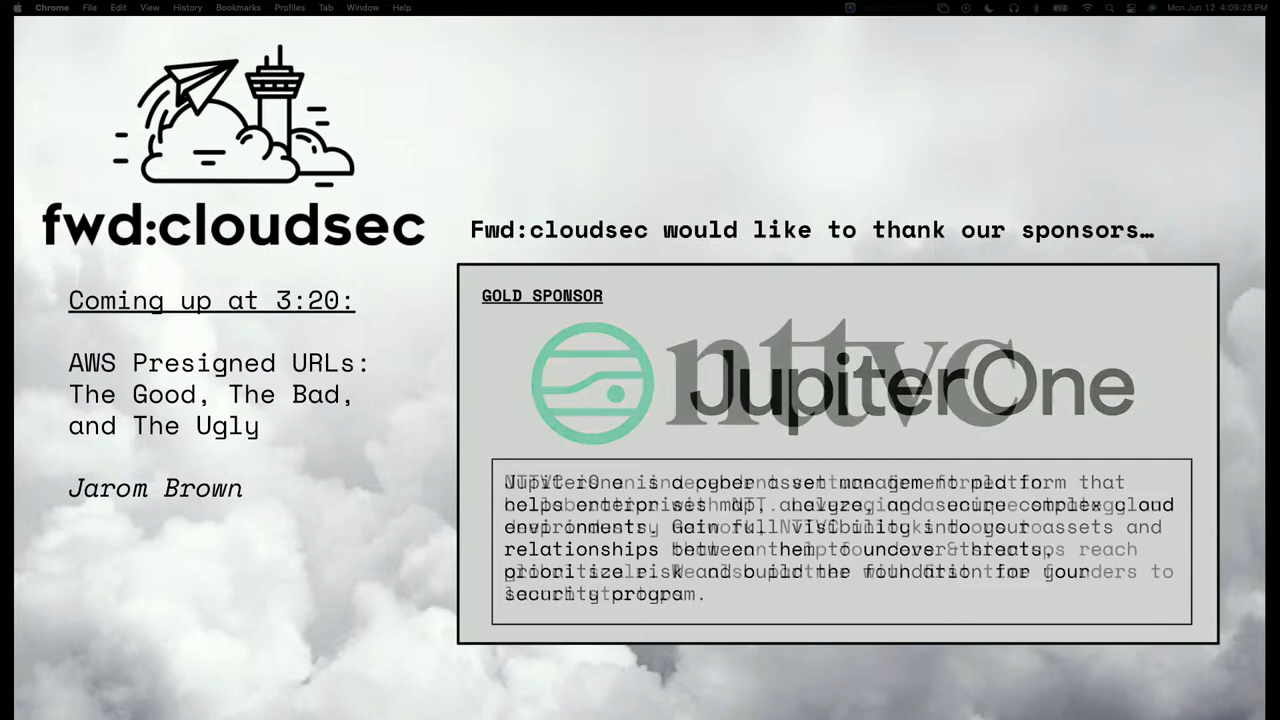 Chrome File Edit View History Bookmarks Profiles Tab Window Help
Mon Jun 12 4:09:28 PM
fwd:cloudsec
Fwd:cloudsec would like to thank our sponsors…
Coming up at 3:20:
AWS Presigned URLs:
The Good, The Bad,
and The Ugly
Jarom Brown
GOLD SPONSOR
nttvc
JupiterOne
JupiterOne is a cyber asset management platform that
helps enterprises map, analyze, and secure complex cloud
environments. Gain full visibility into your assets and
relationships between them to uncover threats,
prioritize risk and build the foundation for your
security program.